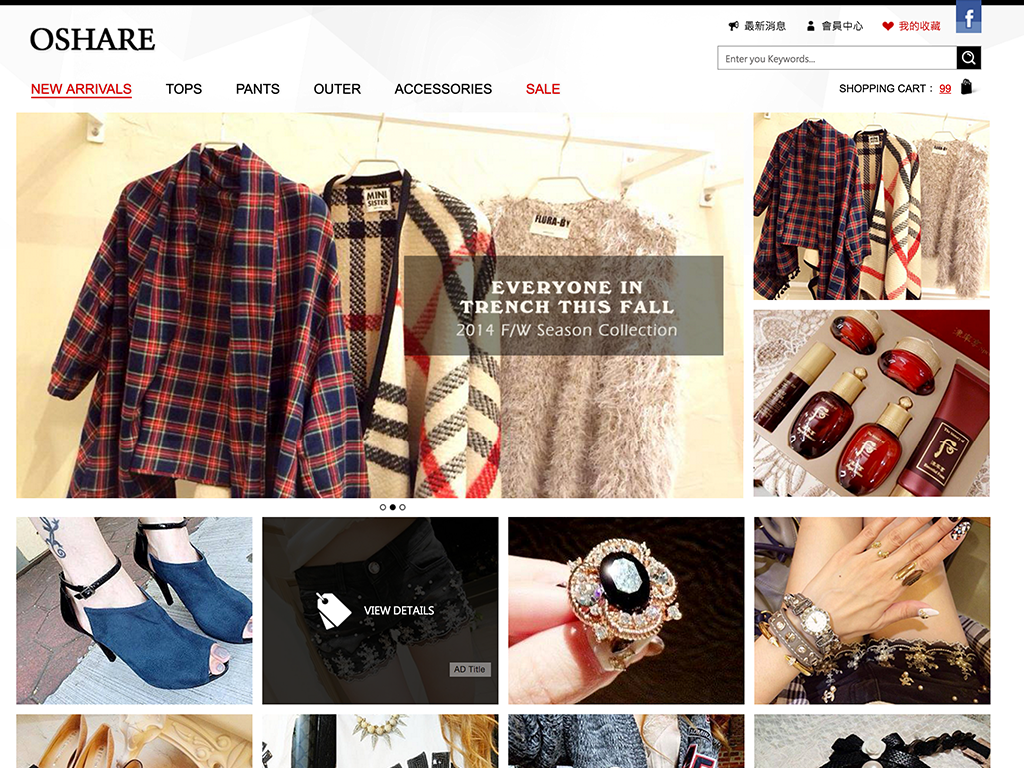 最新消息
會員中心
我的收藏
f
OSHARE
Enter you Keywords...
NEW ARRIVALS
TOPS
PANTS
OUTER
ACCESSORIES
SALE
SHOPPING CART : 99
MINI
SISTER
FLURA-BY
EVERYONE IN
TRENCH THIS FALL
2014 F/W Season Collection
VIEW DETAILS
AD Title